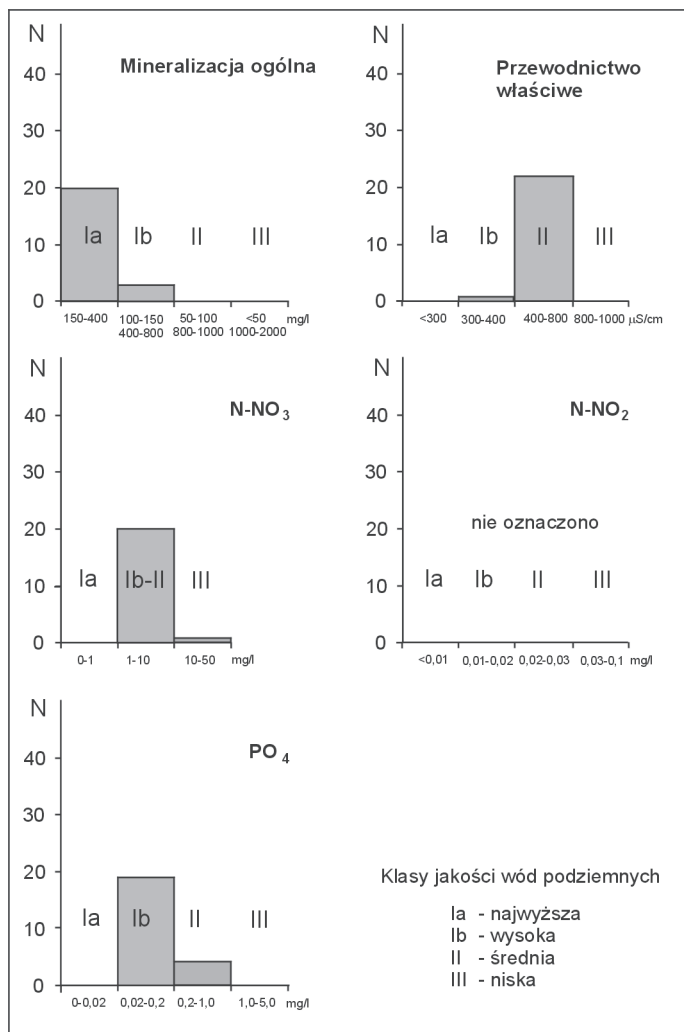 N
Mineralizacja ogólna
40
30
20
10
0
Ia Ib II III
150-400 100-150 50-100 <50 mg/l
400-800 800-1000 1000-2000
N
Przewodnictwo
właściwe
40
30
20
10
0
Ia Ib II III
<300 300-400 400-800 800-1000 µS/cm
N
N-NO3
40
30
20
10
0
Ia Ib-II III
0-1 1-10 10-50 mg/l
N
N-NO2
40
30
20
10
0
nie oznaczono
Ia Ib II III
<0,01 0,01-0,02 0,02-0,03 0,03-0,1 mg/l
N
PO4
40
30
20
10
0
Ia Ib II III
0-0,02 0,02-0,2 0,2-1,0 1,0-5,0 mg/l
Klasy jakości wód podziemnych
Ia - najwyższa
Ib - wysoka
II - średnia
III - niska